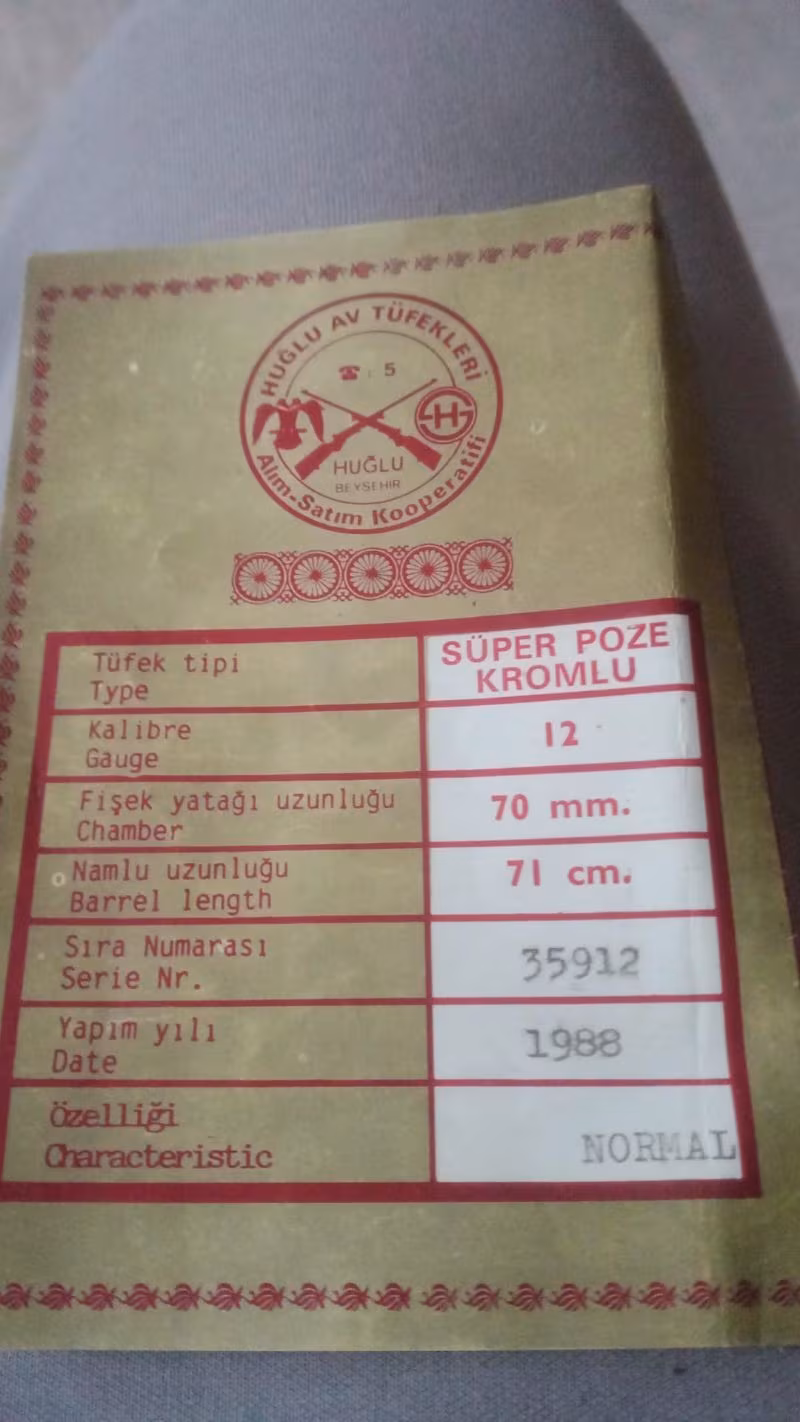 HUĞLU AV TÜFEKLERİ
☎ : 5
SH
HUĞLU
BEYŞEHİR
Alım-Satım Kooperatifi
Tüfek tipi
Type
SÜPER POZE
KROMLU
Kalibre
Gauge
12
Fişek yatağı uzunluğu
Chamber
70 mm.
Namlu uzunluğu
Barrel length
71 cm.
Sıra Numarası
Serie Nr.
35912
Yapım yılı
Date
1988
Özelliği
Characteristic
NORMAL